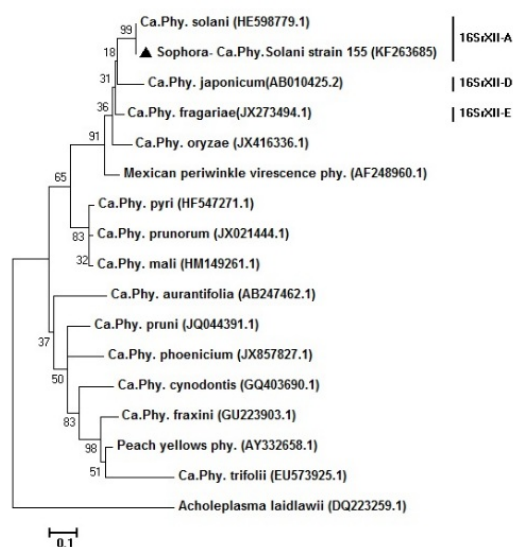 Ca.Phy. solani (HE598779.1)
99
16SrXII-A
Sophora- Ca.Phy.Solani strain 155 (KF263685)
18
Ca.Phy. japonicum(AB010425.2)
16SrXII-D
31
Ca.Phy. fragariae(JX273494.1)
16SrXII-E
36
Ca.Phy. oryzae (JX416336.1)
91
Mexican periwinkle virescence phy. (AF248960.1)
65
Ca.Phy. pyri (HF547271.1)
Ca.Phy. prunorum (JX021444.1)
83
Ca.Phy. mali (HM149261.1)
32
Ca.Phy. aurantifolia (AB247462.1)
Ca.Phy. pruni (JQ044391.1)
37
Ca.Phy. phoenicium (JX857827.1)
50
Ca.Phy. cynodontis (GQ403690.1)
Ca.Phy. fraxini (GU223903.1)
83
Peach yellows phy. (AY332658.1)
98
Ca.Phy. trifolii (EU573925.1)
51
Acholeplasma laidlawii (DQ223259.1)
0.1